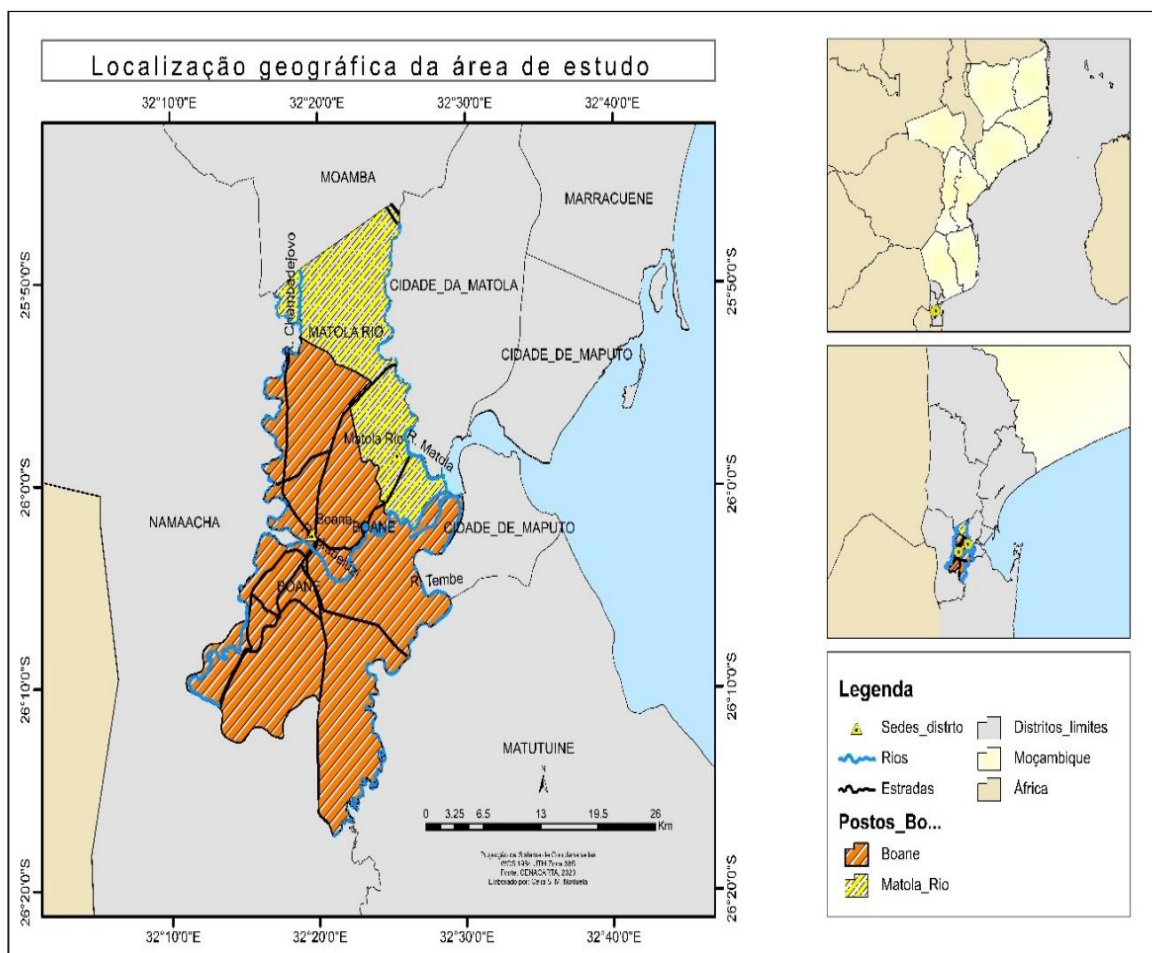 Localização geográfica da área de estudo
32°10'0"E 32°20'0"E 32°30'0"E 32°40'0"E
MOAMBA
MARRACUENE
R. Chambadejovo
25°50'0"S
CIDADE_DA_MATOLA
25°50'0"S
MATOLA RIO
CIDADE_DE_MAPUTO
Matola Rio
R. Matola
26°0'0"S
26°0'0"S
NAMAACHA
Boane
BOANE
CIDADE_DE_MAPUTO
BOANE
R. Tembe
26°10'0"S
26°10'0"S
MATUTUINE
N
0 3.25 6.5 13 19.5 26
Km
Fonte: CENACARTA, 2023
26°20'0"S
26°20'0"S
32°10'0"E 32°20'0"E 32°30'0"E 32°40'0"E
Legenda
Sedes_distrto
Distritos_limites
Rios
Moçambique
Estradas
África
Postos_Bo...
Boane
Matola_Rio